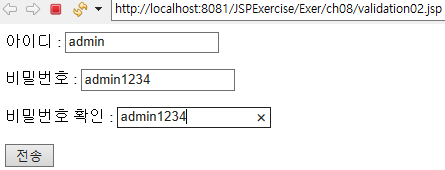 http://localhost:8081/JSPExercise/Exer/ch08/validation02.jsp
아이디 : admin
비밀번호 : admin1234
비밀번호 확인 : admin1234
전송